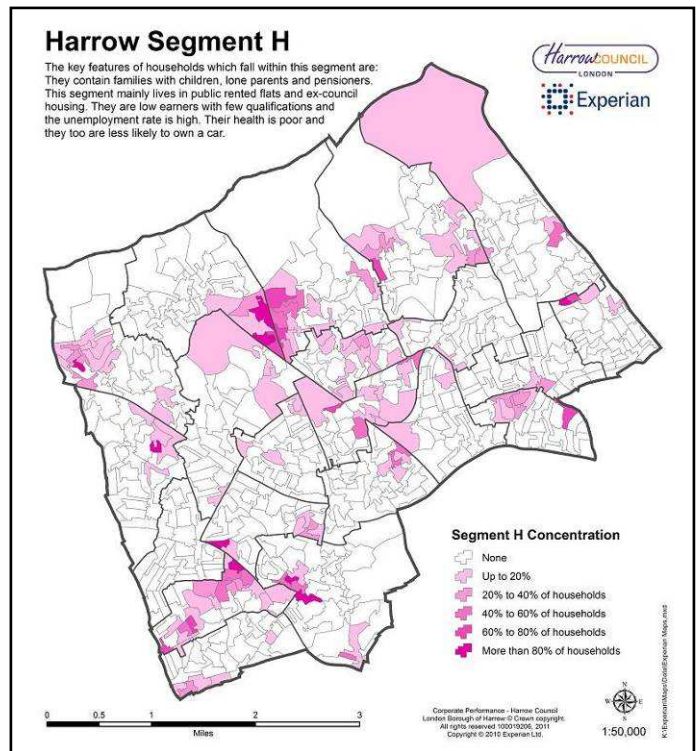 Harrow Segment H
The key features of households which fall within this segment are:
They contain families with children, lone parents and pensioners.
This segment mainly lives in public rented flats and ex-council
housing. They are low earners with few qualifications and
the unemployment rate is high. Their health is poor and
they too are less likely to own a car.
HarrowCOUNCIL
LONDON
Experian
Segment H Concentration
None
Up to 20%
20% to 40% of households
40% to 60% of households
60% to 80% of households
More than 80% of households
0 0.5 1 2 3
Miles
Corporate Performance - Harrow Council
London Borough of Harrow © Crown copyright.
All rights reserved 100019206, 2011
Copyright © 2010 Experian Ltd.
N
W E
S
1:50,000
K:\Experian\Maps\Data\Experian Maps.mxd